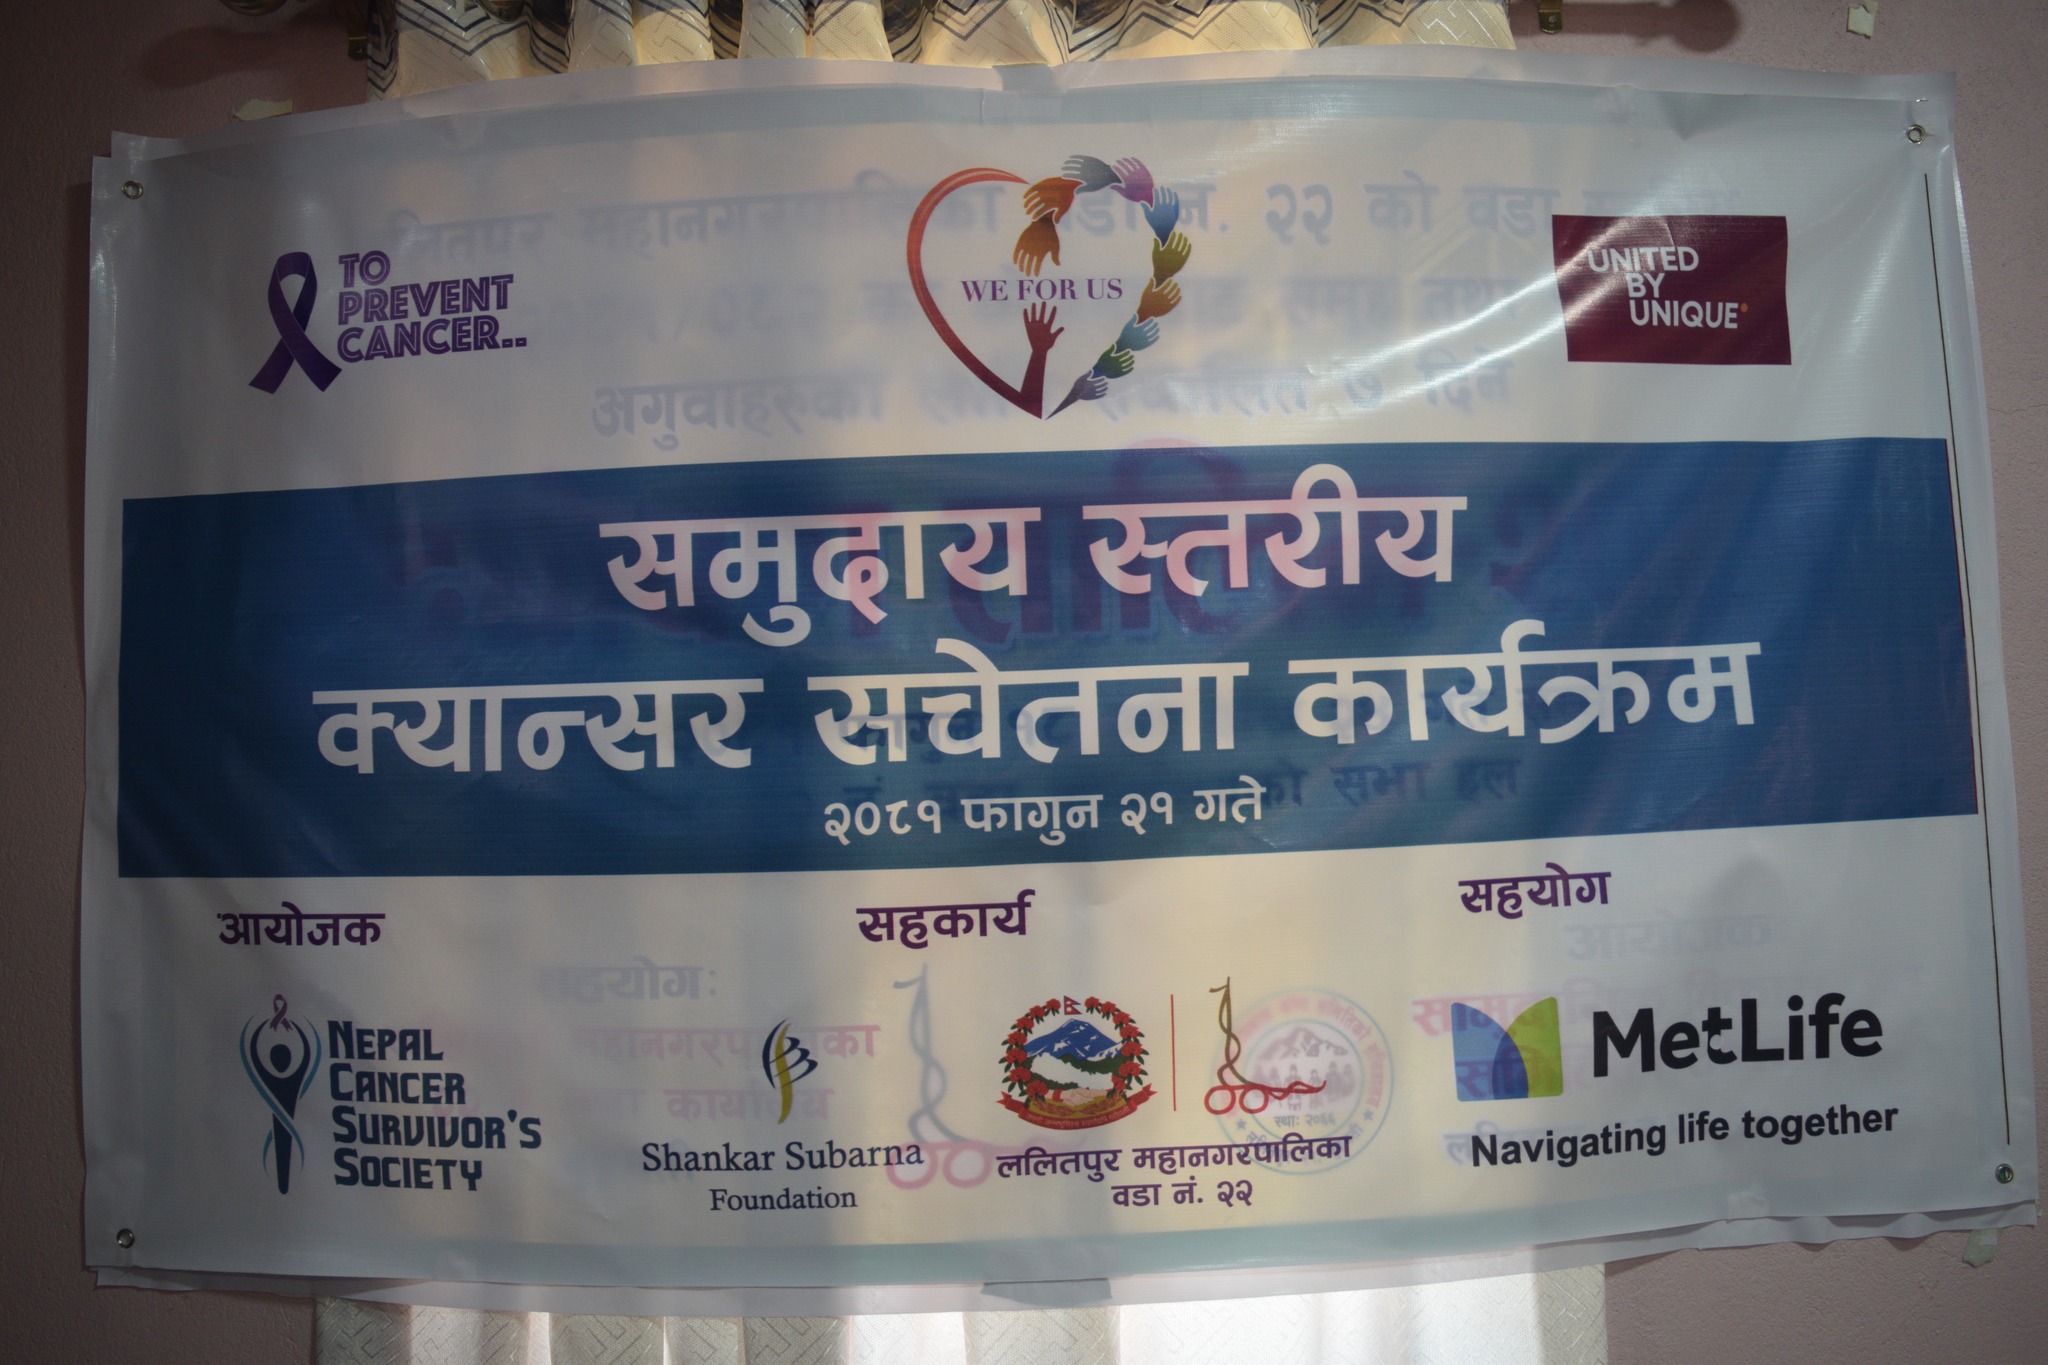 TO
PREVENT
CANCER..
WE FOR US
UNITED
BY
UNIQUE
समुदाय स्तरीय
क्यान्सर सचेतना कार्यक्रम
२०८१ फागुन २१ गते
आयोजक
सहकार्य
सहयोग
NEPAL
CANCER
SURVIVOR'S
SOCIETY
Shankar Subarna
Foundation
ललितपुर महानगरपालिका
वडा नं. २२
MetLife
Navigating life together